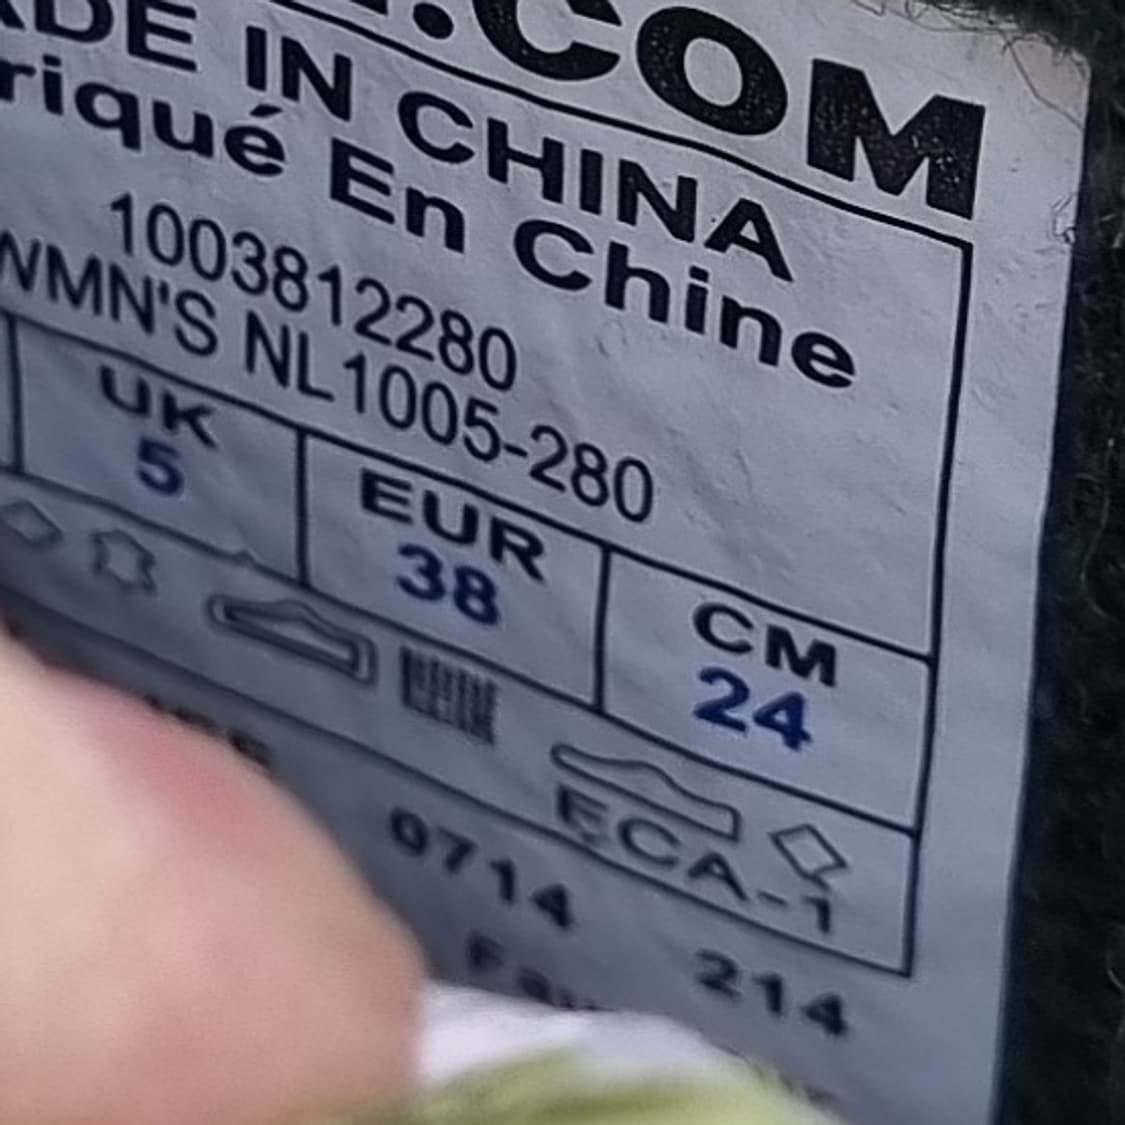 .COM
ADE IN CHINA
riqué En Chine
1003812280
WMN'S NL1005-280
UK EUR CM
5 38 24
ECA-1
0714 214